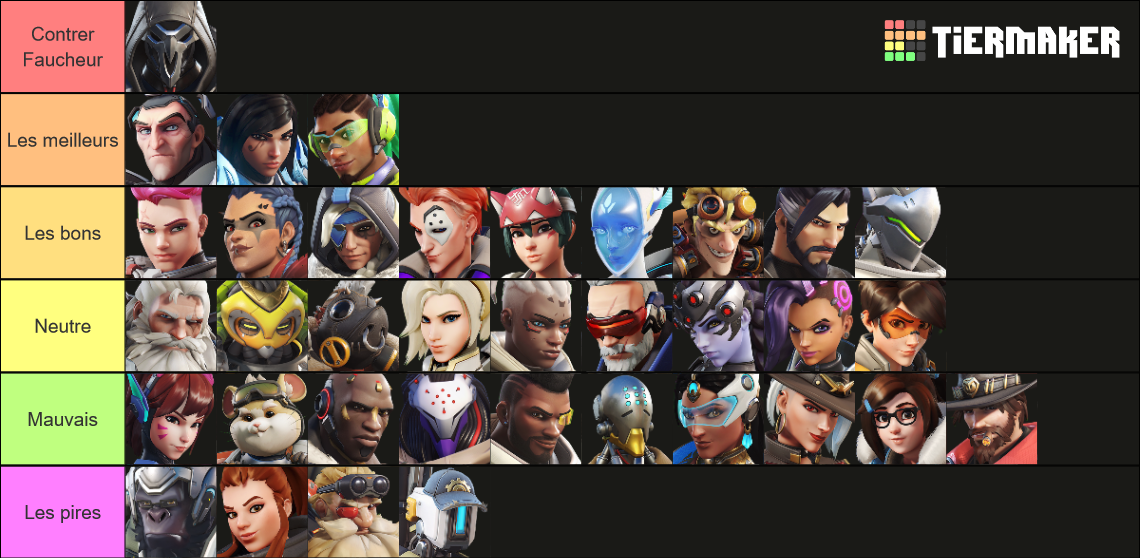 Contrer
Faucheur
TiERMAKER
Les meilleurs
Les bons
Neutre
Mauvais
Les pires